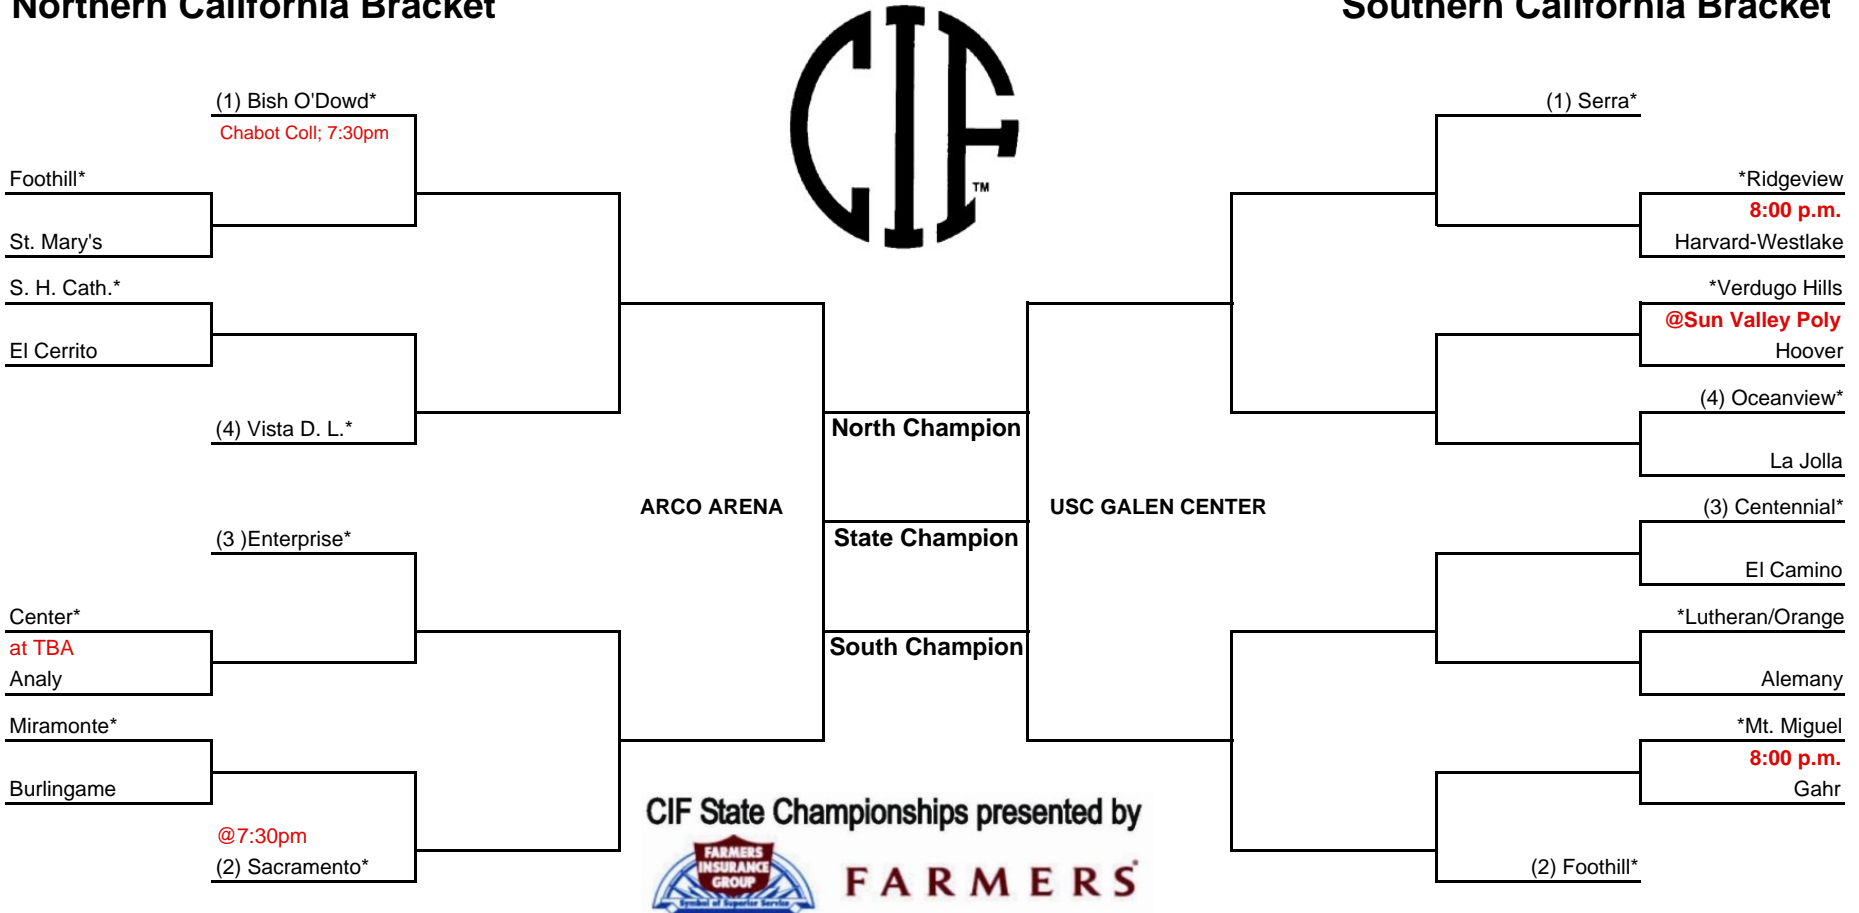 Northern California Bracket
Southern California Bracket
CIF
TM
(1) Bish O'Dowd*
Chabot Coll; 7:30pm
Foothill*
St. Mary's
S. H. Cath.*
El Cerrito
(4) Vista D. L.*
(3 )Enterprise*
Center*
at TBA
Analy
Miramonte*
Burlingame
@7:30pm
(2) Sacramento*
ARCO ARENA
North Champion
State Champion
South Champion
USC GALEN CENTER
(1) Serra*
*Ridgeview
8:00 p.m.
Harvard-Westlake
*Verdugo Hills
@Sun Valley Poly
Hoover
(4) Oceanview*
La Jolla
(3) Centennial*
El Camino
*Lutheran/Orange
Alemany
*Mt. Miguel
8:00 p.m.
Gahr
(2) Foothill*
CIF State Championships presented by
FARMERS
INSURANCE
GROUP
Symbol of Superior Service
FARMERS